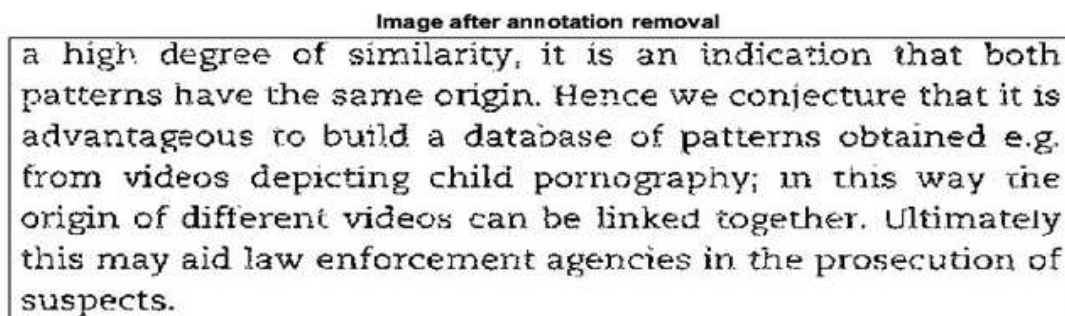 Image after annotation removal
a high degree of similarity, it is an indication that both
patterns have the same origin. Hence we conjecture that it is
advantageous to build a database of patterns obtained e.g.
from videos depicting child pornography; in this way the
origin of different videos can be linked together. Ultimately
this may aid law enforcement agencies in the prosecution of
suspects.